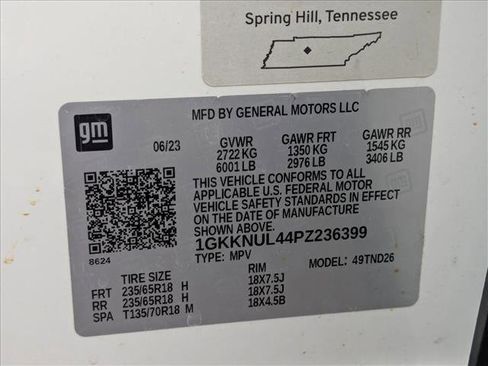 Spring Hill, Tennessee
gm
MFD BY GENERAL MOTORS LLC
06/23 GVWR GAWR FRT GAWR RR
2722 KG 1350 KG 1545 KG
6001 LB 2976 LB 3406 LB
THIS VEHICLE CONFORMS TO ALL
APPLICABLE U.S. FEDERAL MOTOR
VEHICLE SAFETY STANDARDS IN EFFECT
ON THE DATE OF MANUFACTURE
SHOWN ABOVE.
8624
1GKKNUL44PZ236399
TYPE: MPV MODEL: 49TND26
TIRE SIZE RIM
FRT 235/65R18 H 18X7.5J
RR 235/65R18 H 18X7.5J
SPA T135/70R18 M 18X4.5B